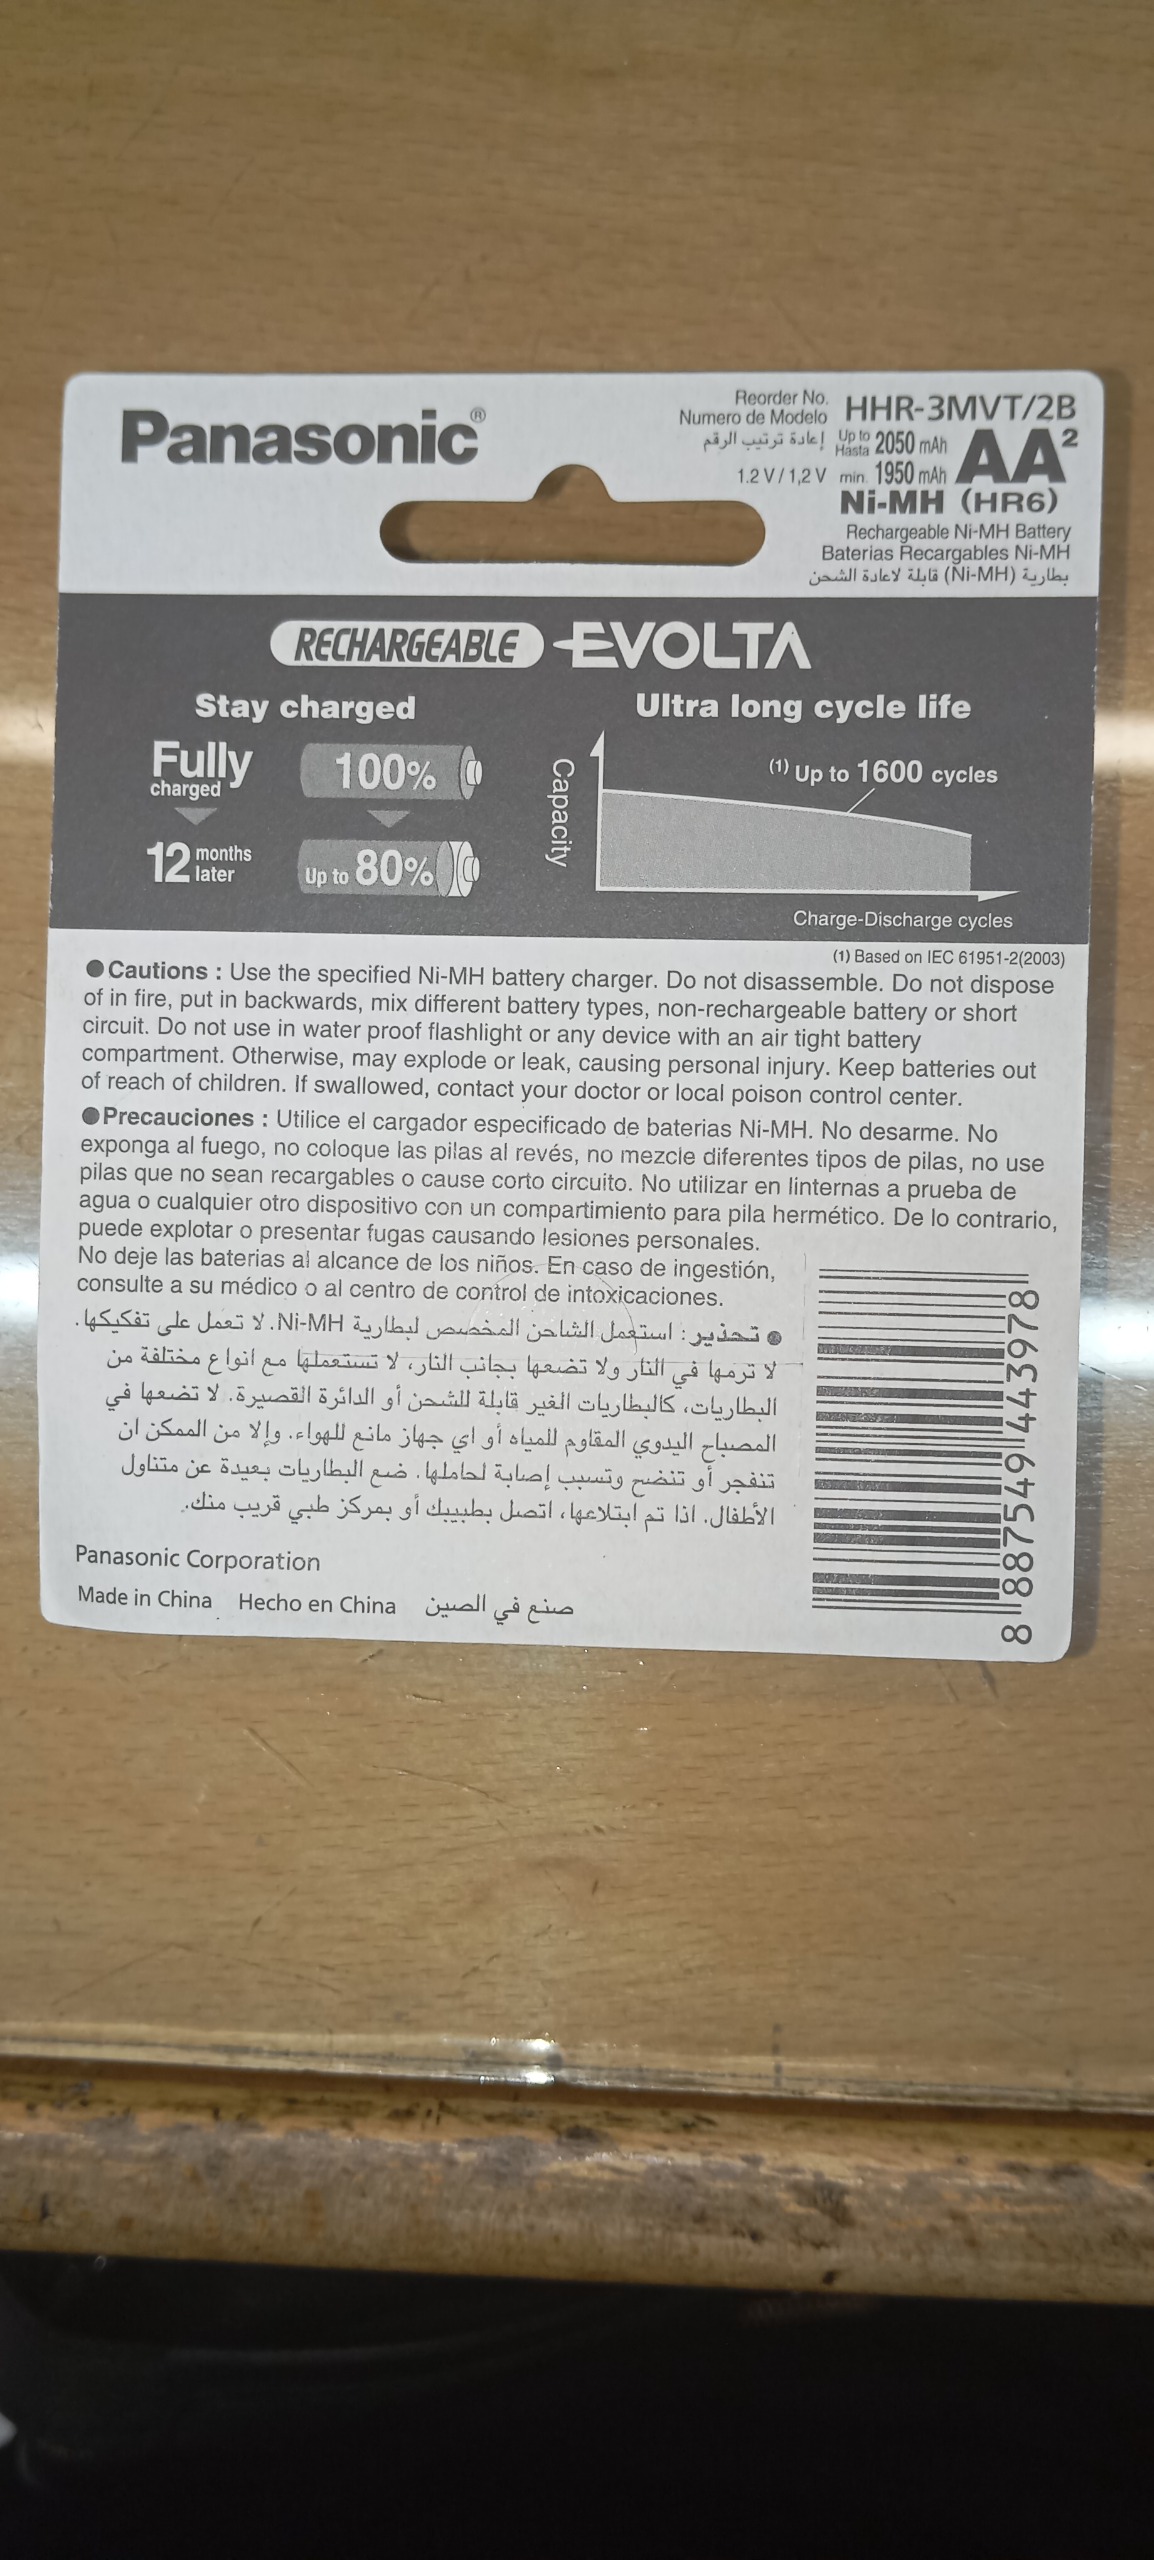 Panasonic®
Reorder No.
Numero de Modelo
إعادة ترتيب الرقم
HHR-3MVT/2B
Up to
Hasta 2050 mAh
1.2 V / 1,2 V min. 1950 mAh
AA²
Ni-MH (HR6)
Rechargeable Ni-MH Battery
Baterias Recargables Ni-MH
بطارية (Ni-MH) قابلة لاعادة الشحن
RECHARGEABLE EVOLTA
Stay charged
Fully
charged
100%
12 months
later
Up to 80%
Ultra long cycle life
Capacity
(1) Up to 1600 cycles
Charge-Discharge cycles
(1) Based on IEC 61951-2(2003)
●Cautions : Use the specified Ni-MH battery charger. Do not disassemble. Do not dispose
of in fire, put in backwards, mix different battery types, non-rechargeable battery or short
circuit. Do not use in water proof flashlight or any device with an air tight battery
compartment. Otherwise, may explode or leak, causing personal injury. Keep batteries out
of reach of children. If swallowed, contact your doctor or local poison control center.
●Precauciones : Utilice el cargador especificado de baterias Ni-MH. No desarme. No
exponga al fuego, no coloque las pilas al revés, no mezcle diferentes tipos de pilas, no use
pilas que no sean recargables o cause corto circuito. No utilizar en linternas a prueba de
agua o cualquier otro dispositivo con un compartimiento para pila hermético. De lo contrario,
puede explotar o presentar fugas causando lesiones personales.
No deje las baterias al alcance de los niños. En caso de ingestión,
consulte a su médico o al centro de control de intoxicaciones.
● تحذير: استعمل الشاحن المخصص لبطارية Ni-MH. لا تعمل على تفكيكها.
لا ترمها في النار ولا تضعها بجانب النار، لا تستعملها مع انواع مختلفة من
البطاريات، كالبطاريات الغير قابلة للشحن أو الدائرة القصيرة. لا تضعها في
المصباح اليدوي المقاوم للمياه أو اي جهاز مانع للهواء. وإلا من الممكن ان
تنفجر أو تنضح وتسبب إصابة لحاملها. ضع البطاريات بعيدة عن متناول
الأطفال. اذا تم ابتلاعها، اتصل بطبيبك أو بمركز طبي قريب منك.
Panasonic Corporation
Made in China Hecho en China صنع في الصين
8 887549 443978